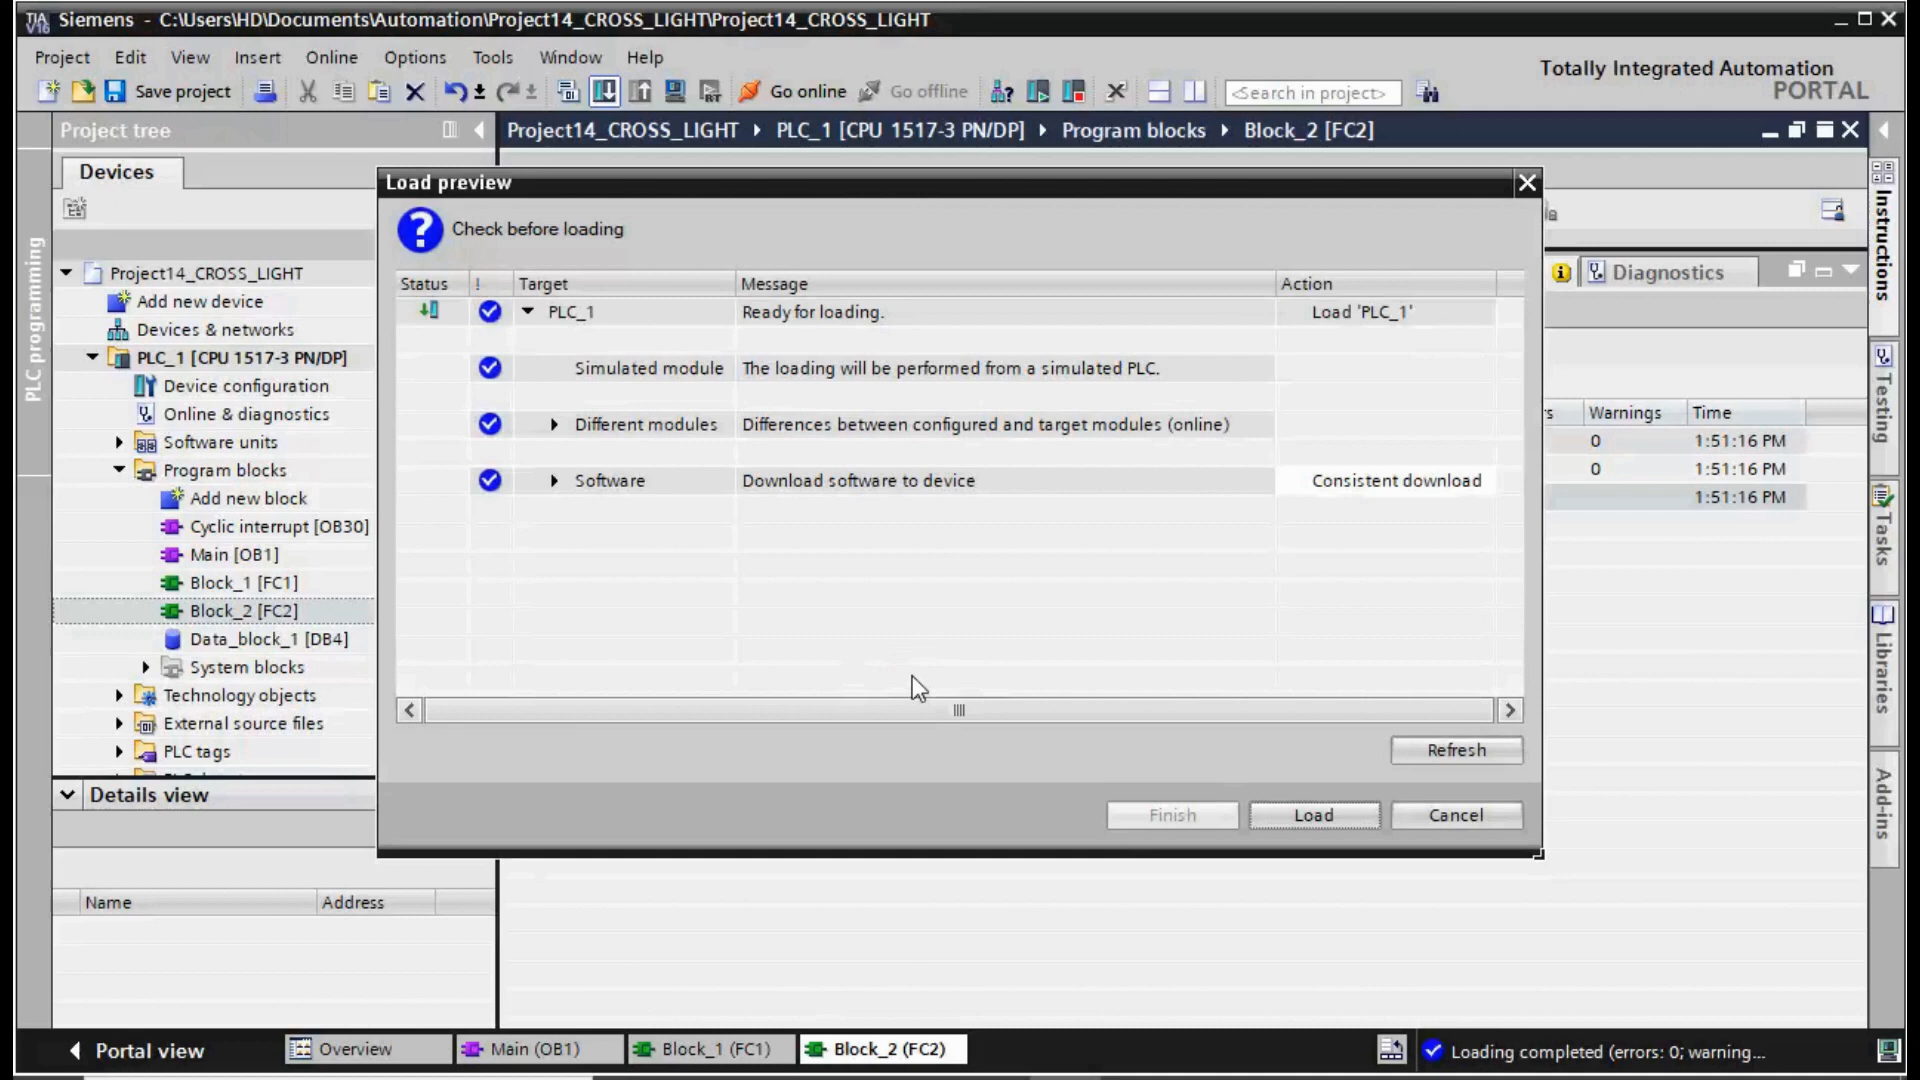 TIA V16 Siemens - C:\Users\HD\Documents\Automation\Project14_CROSS_LIGHT\Project14_CROSS_LIGHT
Project Edit View Insert Online Options Tools Window Help
Totally Integrated Automation
PORTAL
Save project Go online Go offline <Search in project>
Project tree
Project14_CROSS_LIGHT PLC_1 [CPU 1517-3 PN/DP] Program blocks Block_2 [FC2]
Devices
PLC programming
Project14_CROSS_LIGHT
Add new device
Devices & networks
PLC_1 [CPU 1517-3 PN/DP]
Device configuration
Online & diagnostics
Software units
Program blocks
Add new block
Cyclic interrupt [OB30]
Main [OB1]
Block_1 [FC1]
Block_2 [FC2]
Data_block_1 [DB4]
System blocks
Technology objects
External source files
PLC tags
Details view
Name Address
Load preview
? Check before loading
Status ! Target Message Action
PLC_1 Ready for loading. Load 'PLC_1'
Simulated module The loading will be performed from a simulated PLC.
Different modules Differences between configured and target modules (online)
Software Download software to device Consistent download
Refresh
Finish Load Cancel
Diagnostics
Warnings Time
0 1:51:16 PM
0 1:51:16 PM
1:51:16 PM
Instructions
Testing
Tasks
Libraries
Add-ins
Portal view Overview Main (OB1) Block_1 (FC1) Block_2 (FC2) Loading completed (errors: 0; warning...